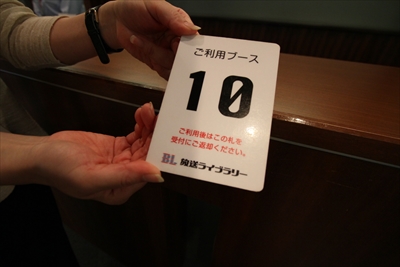 ご利用ブース
10
ご利用後はこの札を
受付にご返却ください。
BL 放送ライブラリー